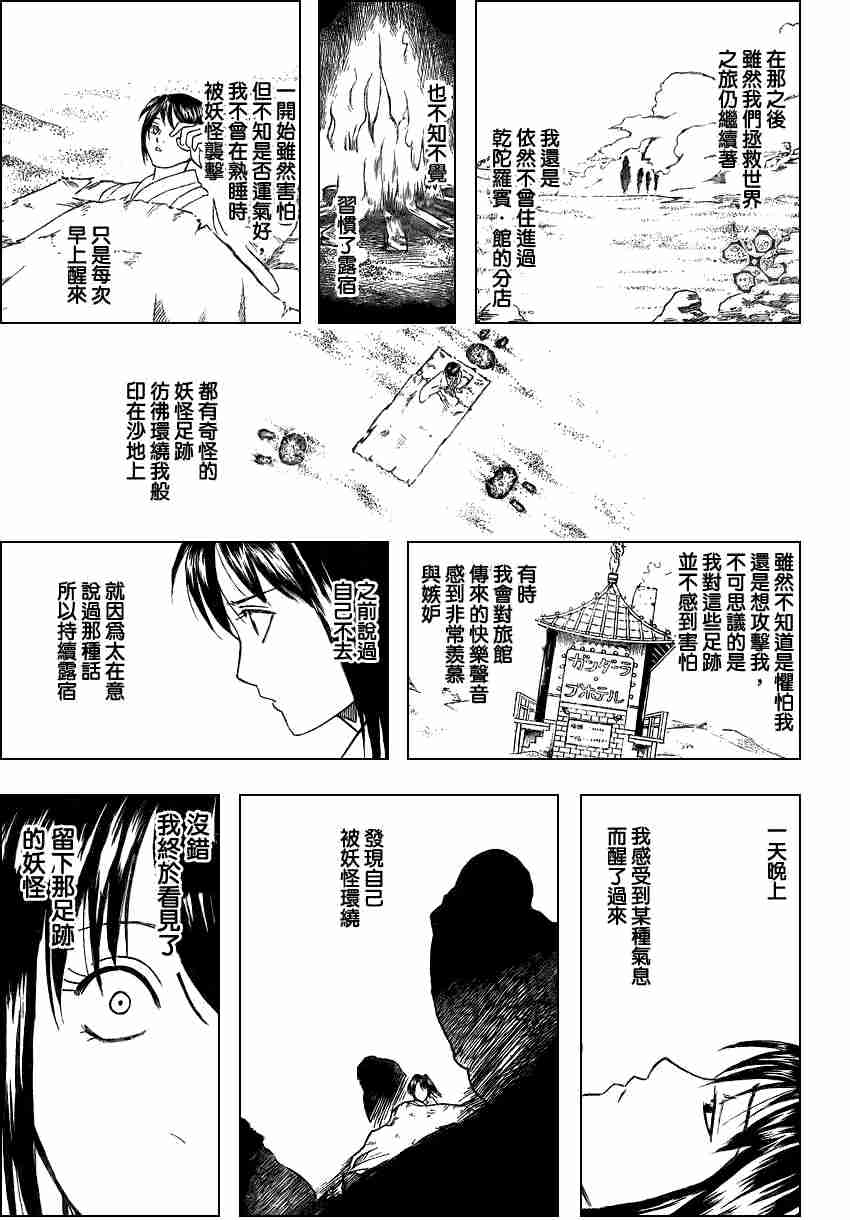 在那之後
雖然我們拯救世界
之旅仍繼續著
我還是
依然不曾住進過
乾陀羅賓・館的分店
也不知不覺
習慣了露宿
一開始雖然害怕
但不知是否運氣好，
我不曾在熟睡時
被妖怪襲擊
只是每次
早上醒來
都有奇怪的
妖怪足跡
彷彿環繞我般
印在沙地上
雖然不知道是懼怕我
還是想攻擊我，
不可思議的是
我對這些足跡
並不感到害怕
ガンダーラ
・ブホテル
有時
我會對旅館
傳來的快樂聲音
感到非常羨慕
與嫉妒
之前說過
自己不去
就因為太在意
說過那種話
所以持續露宿
一天晚上
我感受到某種氣息
而醒了過來
發現自己
被妖怪環繞
沒錯
我終於看見了
留下那足跡
的妖怪